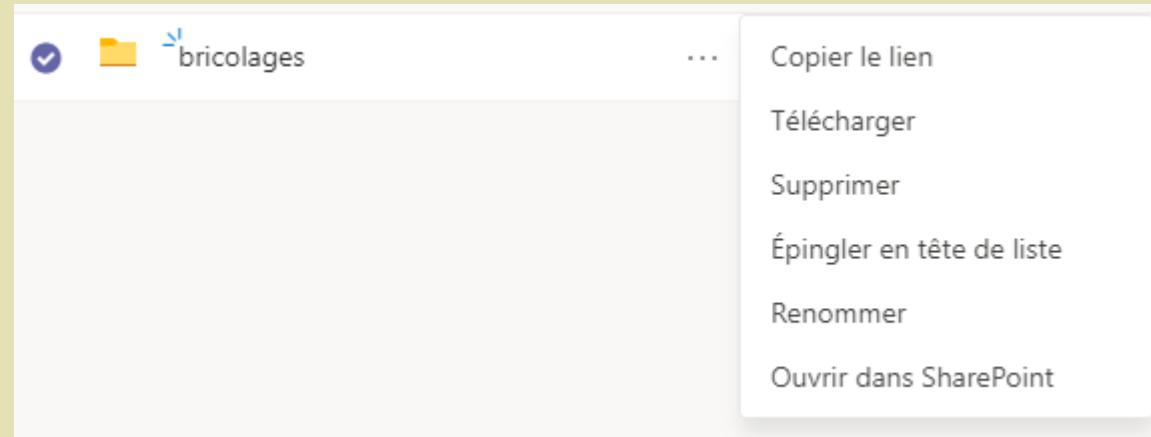 bricolages
...
Copier le lien
Télécharger
Supprimer
Épingler en tête de liste
Renommer
Ouvrir dans SharePoint